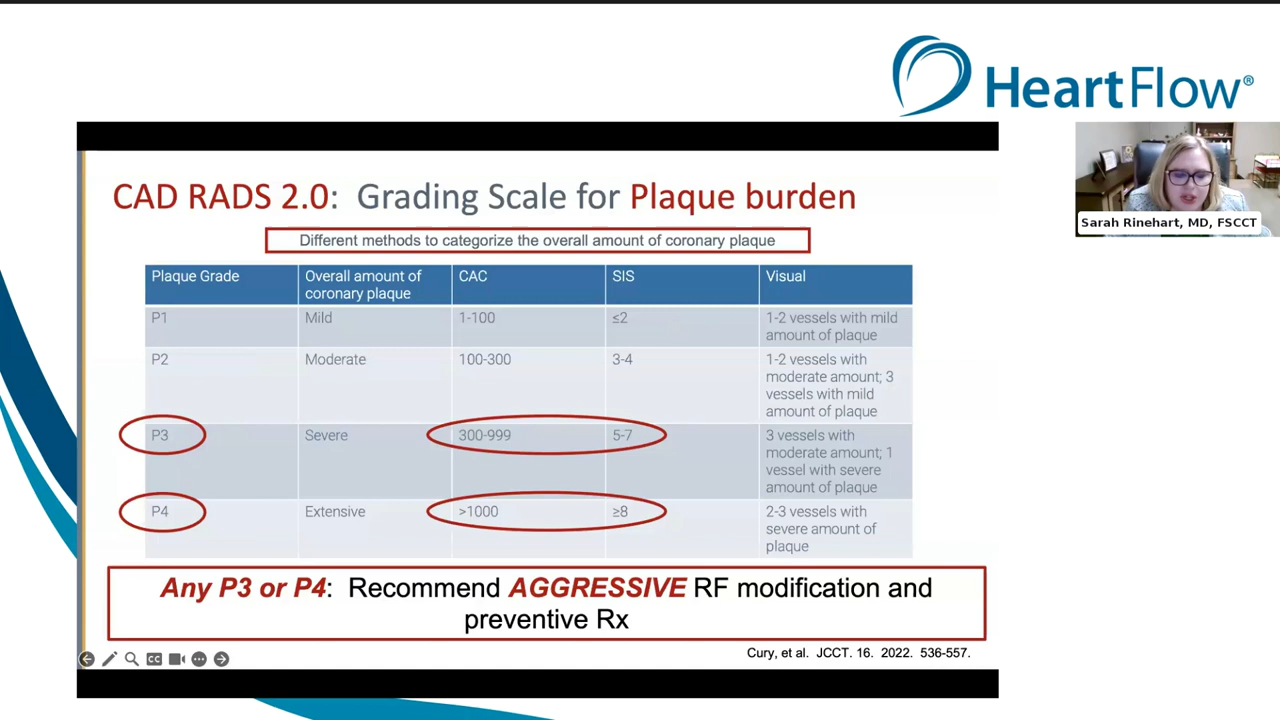 HeartFlow®
CAD RADS 2.0: Grading Scale for Plaque burden
Different methods to categorize the overall amount of coronary plaque
Plaque Grade
Overall amount of
coronary plaque
CAC
SIS
Visual
P1
Mild
1-100
≤2
1-2 vessels with mild
amount of plaque
P2
Moderate
100-300
3-4
1-2 vessels with
moderate amount; 3
vessels with mild
amount of plaque
P3
Severe
300-999
5-7
3 vessels with
moderate amount; 1
vessel with severe
amount of plaque
P4
Extensive
>1000
≥8
2-3 vessels with
severe amount of
plaque
Any P3 or P4: Recommend AGGRESSIVE RF modification and
preventive Rx
Cury, et al. JCCT. 16. 2022. 536-557.
CC
Sarah Rinehart, MD, FSCCT